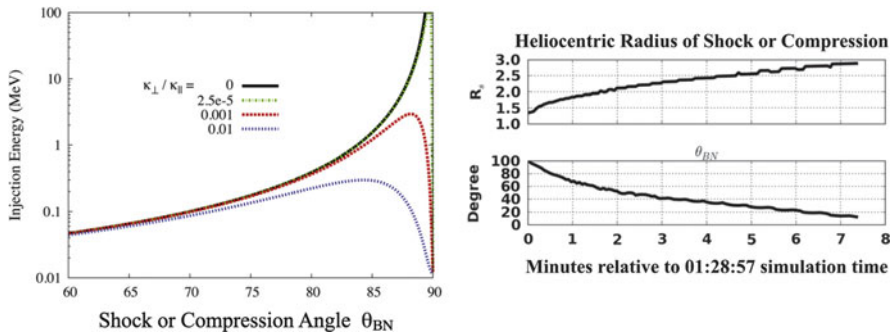 Injection Energy (MeV)
100
10
1
0.1
0.01
κ⊥ / κ∥ = 0
2.5e-5
0.001
0.01
60 65 70 75 80 85 90
Shock or Compression Angle θBN
Heliocentric Radius of Shock or Compression
Rs
3.0
2.5
2.0
1.5
1.0
θBN
Degree
100
80
60
40
20
0
0 1 2 3 4 5 6 7 8
Minutes relative to 01:28:57 simulation time